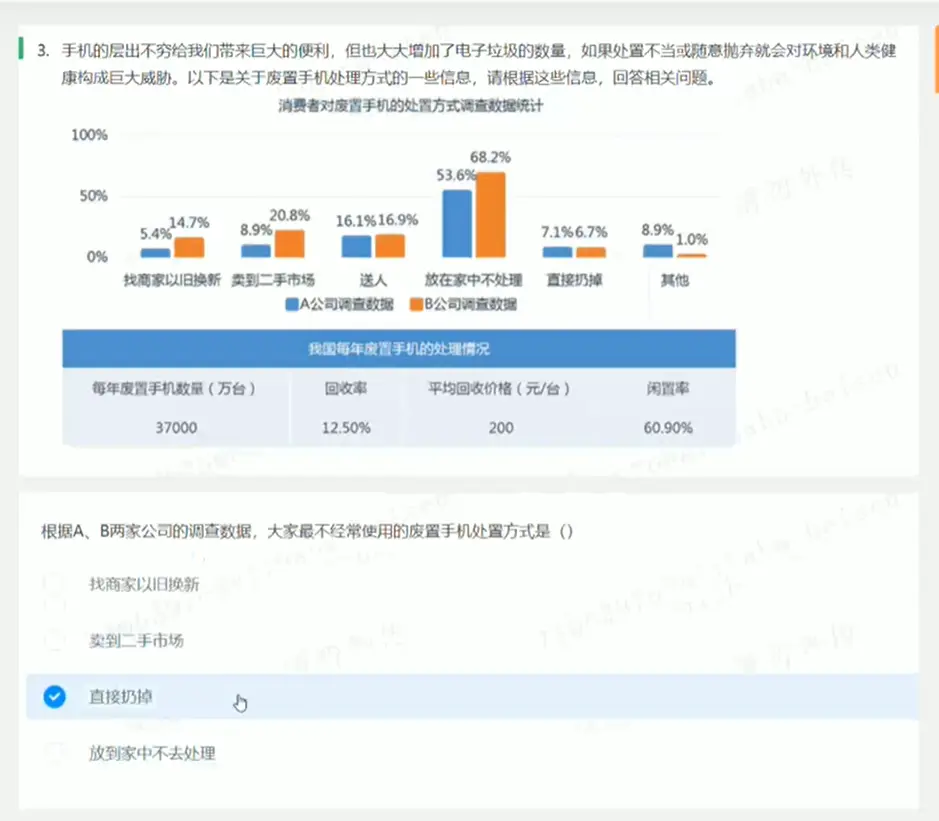 3. 手机的层出不穷给我们带来巨大的便利，但也大大增加了电子垃圾的数量，如果处置不当或随意抛弃就会对环境和人类健
康构成巨大威胁。以下是关于废置手机处理方式的一些信息，请根据这些信息，回答相关问题。
消费者对废置手机的处置方式调查数据统计
100%
50%
0%
5.4% 14.7% 8.9% 20.8% 16.1% 16.9% 53.6% 68.2% 7.1% 6.7% 8.9% 1.0%
找商家以旧换新 卖到二手市场 送人 放在家中不处理 直接扔掉 其他
A公司调查数据 B公司调查数据
我国每年废置手机的处理情况
每年废置手机数量（万台） 回收率 平均回收价格（元/台） 闲置率
37000 12.50% 200 60.90%
根据A、B两家公司的调查数据，大家最不经常使用的废置手机处置方式是（）
找商家以旧换新
卖到二手市场
直接扔掉
放到家中不去处理